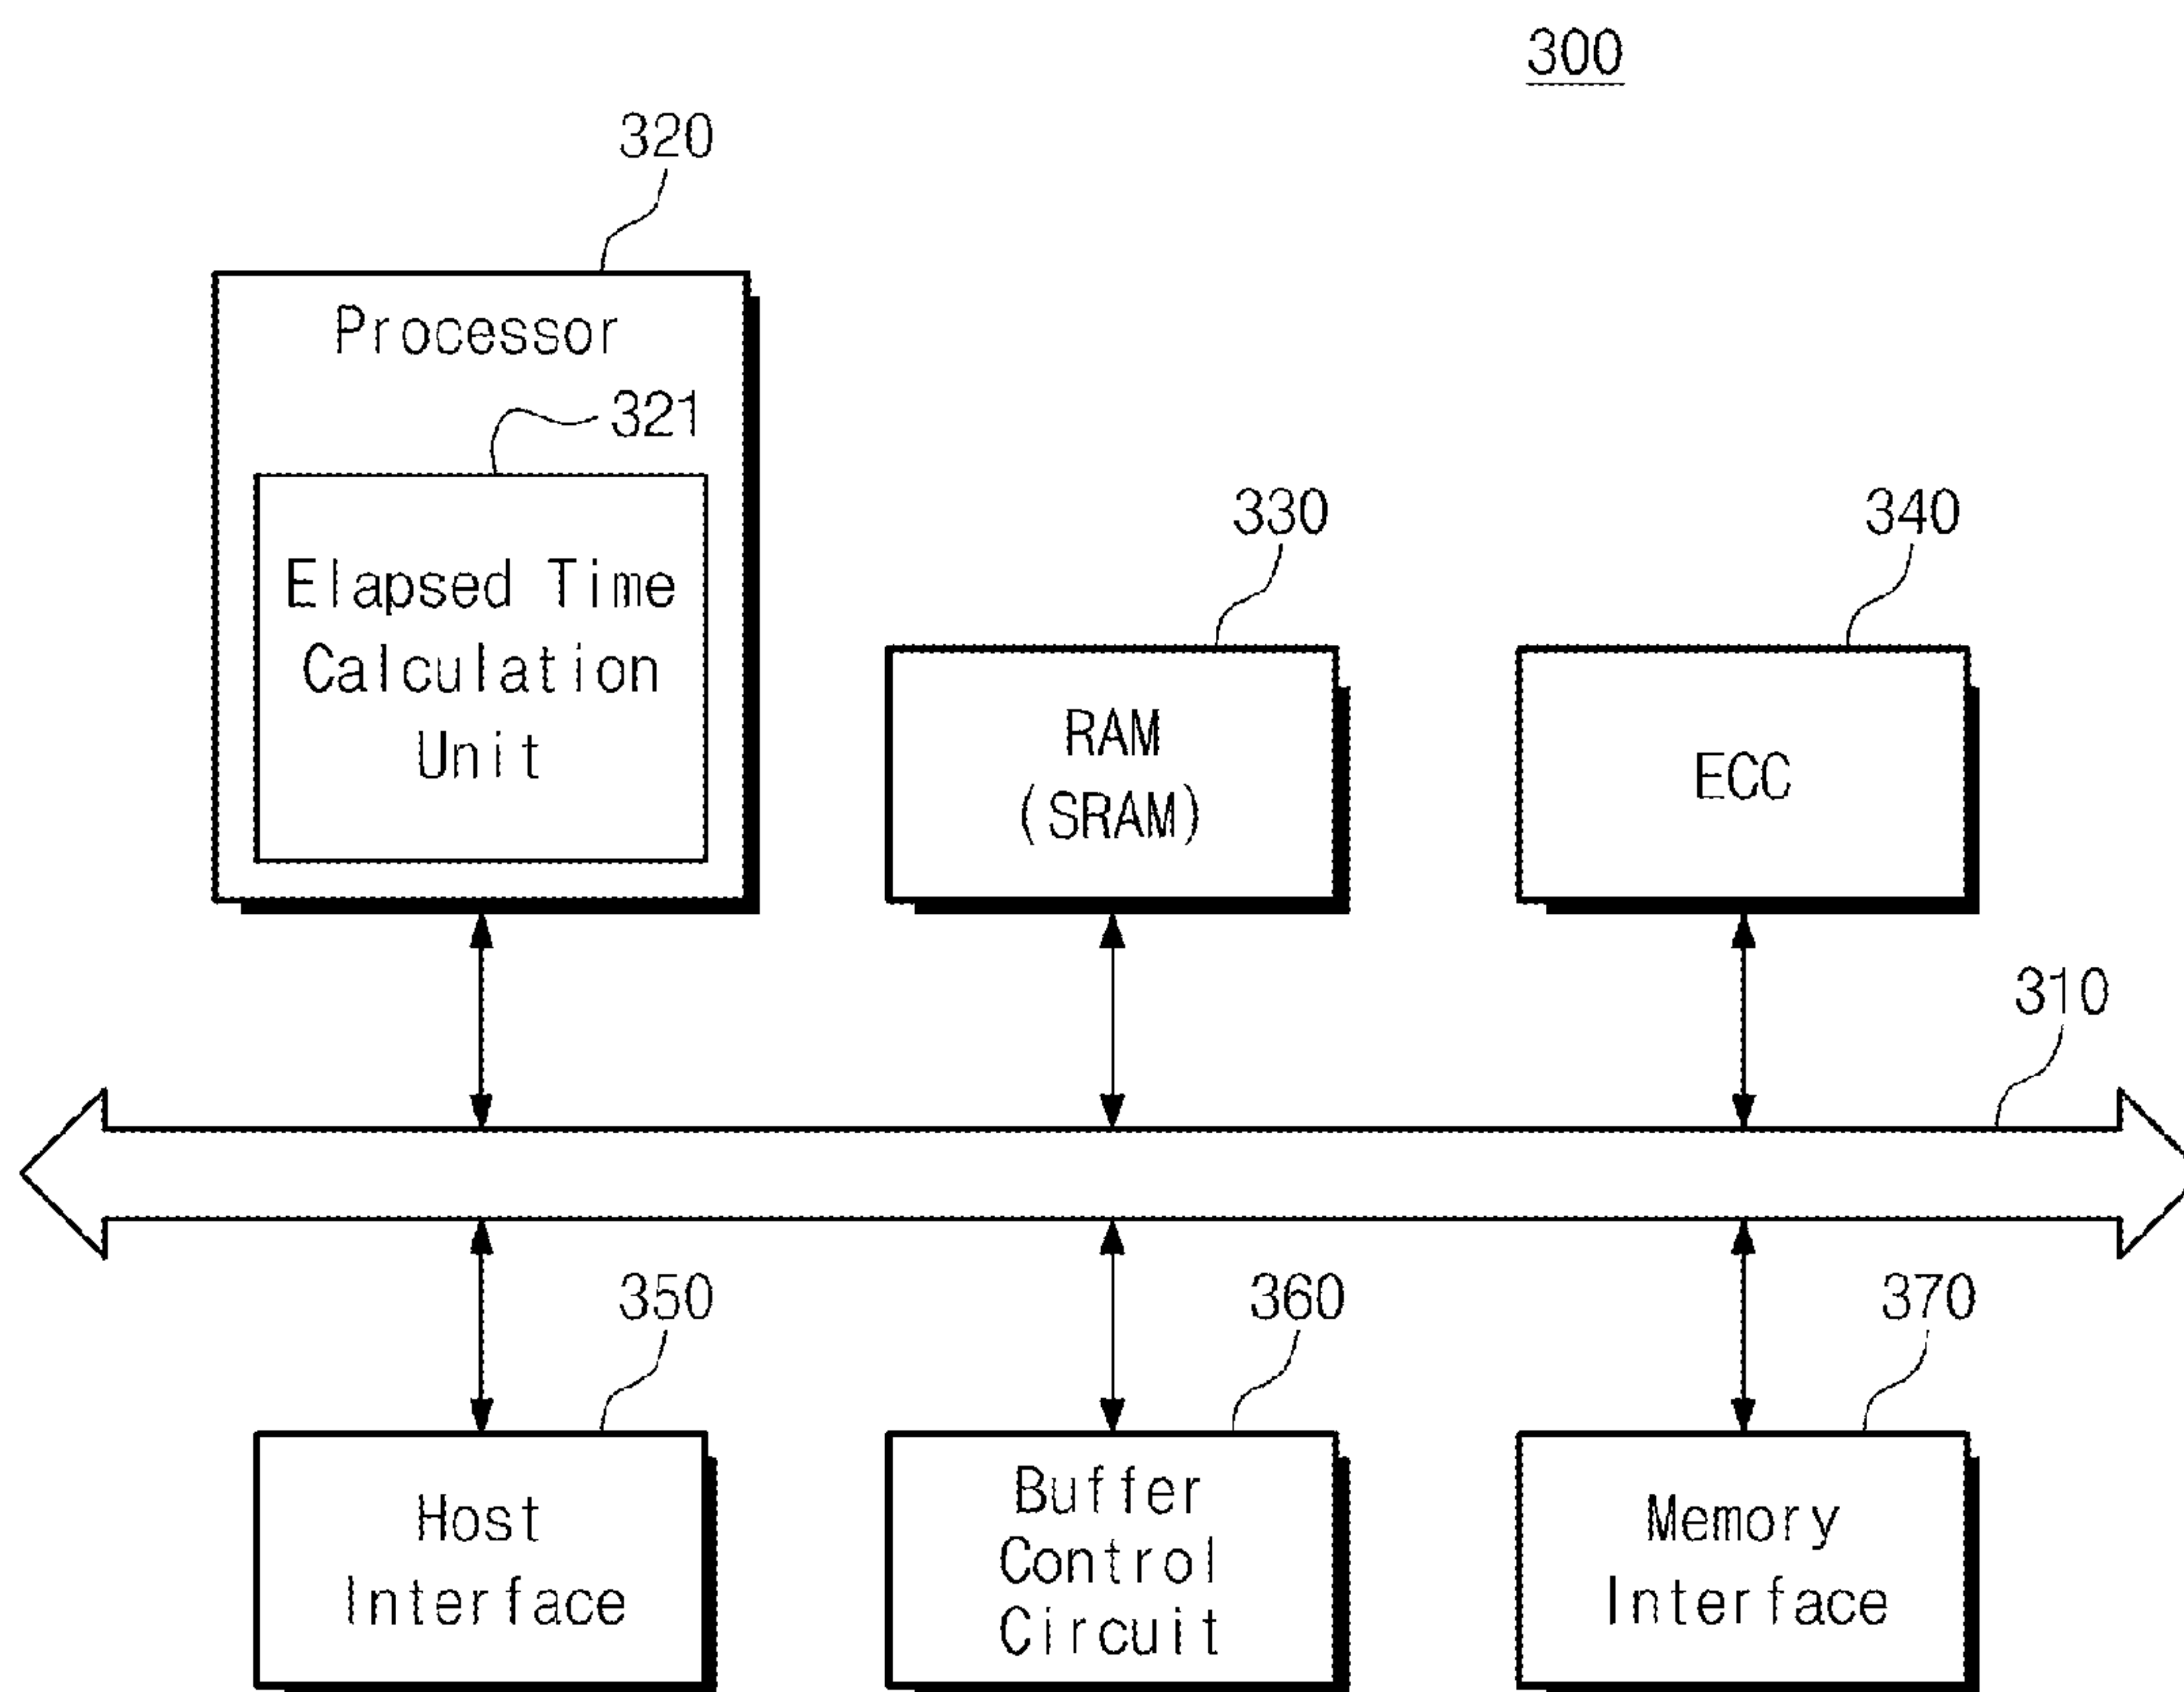 300
320
Processor
321
Elapsed Time
Calculation
Unit
330
RAM
(SRAM)
340
ECC
310
350
Host
Interface
360
Buffer
Control
Circuit
370
Memory
Interface